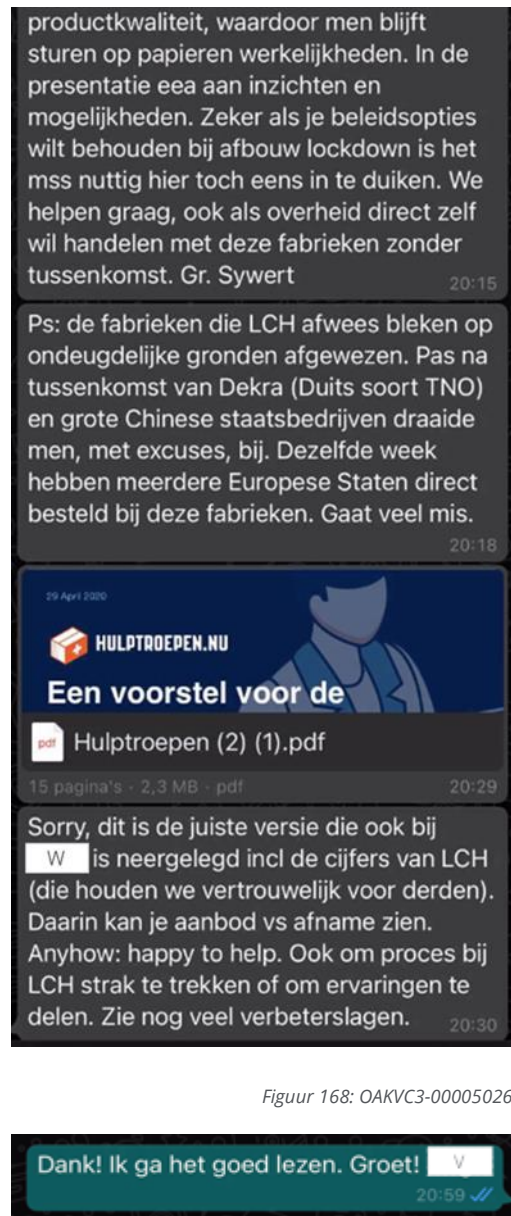 productkwaliteit, waardoor men blijft
sturen op papieren werkelijkheden. In de
presentatie eea aan inzichten en
mogelijkheden. Zeker als je beleidsopties
wilt behouden bij afbouw lockdown is het
mss nuttig hier toch eens in te duiken. We
helpen graag, ook als overheid direct zelf
wil handelen met deze fabrieken zonder
tussenkomst. Gr. Sywert
20:15
Ps: de fabrieken die LCH afwees bleken op
ondeugdelijke gronden afgewezen. Pas na
tussenkomst van Dekra (Duits soort TNO)
en grote Chinese staatsbedrijven draaide
men, met excuses, bij. Dezelfde week
hebben meerdere Europese Staten direct
besteld bij deze fabrieken. Gaat veel mis.
20:18
29 April 2020
HULPTROEPEN.NU
Een voorstel voor de
pdf Hulptroepen (2) (1).pdf
15 pagina's · 2,3 MB · pdf 20:29
Sorry, dit is de juiste versie die ook bij
W is neergelegd incl de cijfers van LCH
(die houden we vertrouwelijk voor derden).
Daarin kan je aanbod vs afname zien.
Anyhow: happy to help. Ook om proces bij
LCH strak te trekken of om ervaringen te
delen. Zie nog veel verbeterslagen. 20:30
Figuur 168: OAKVC3-00005026
Dank! Ik ga het goed lezen. Groet! V
20:59